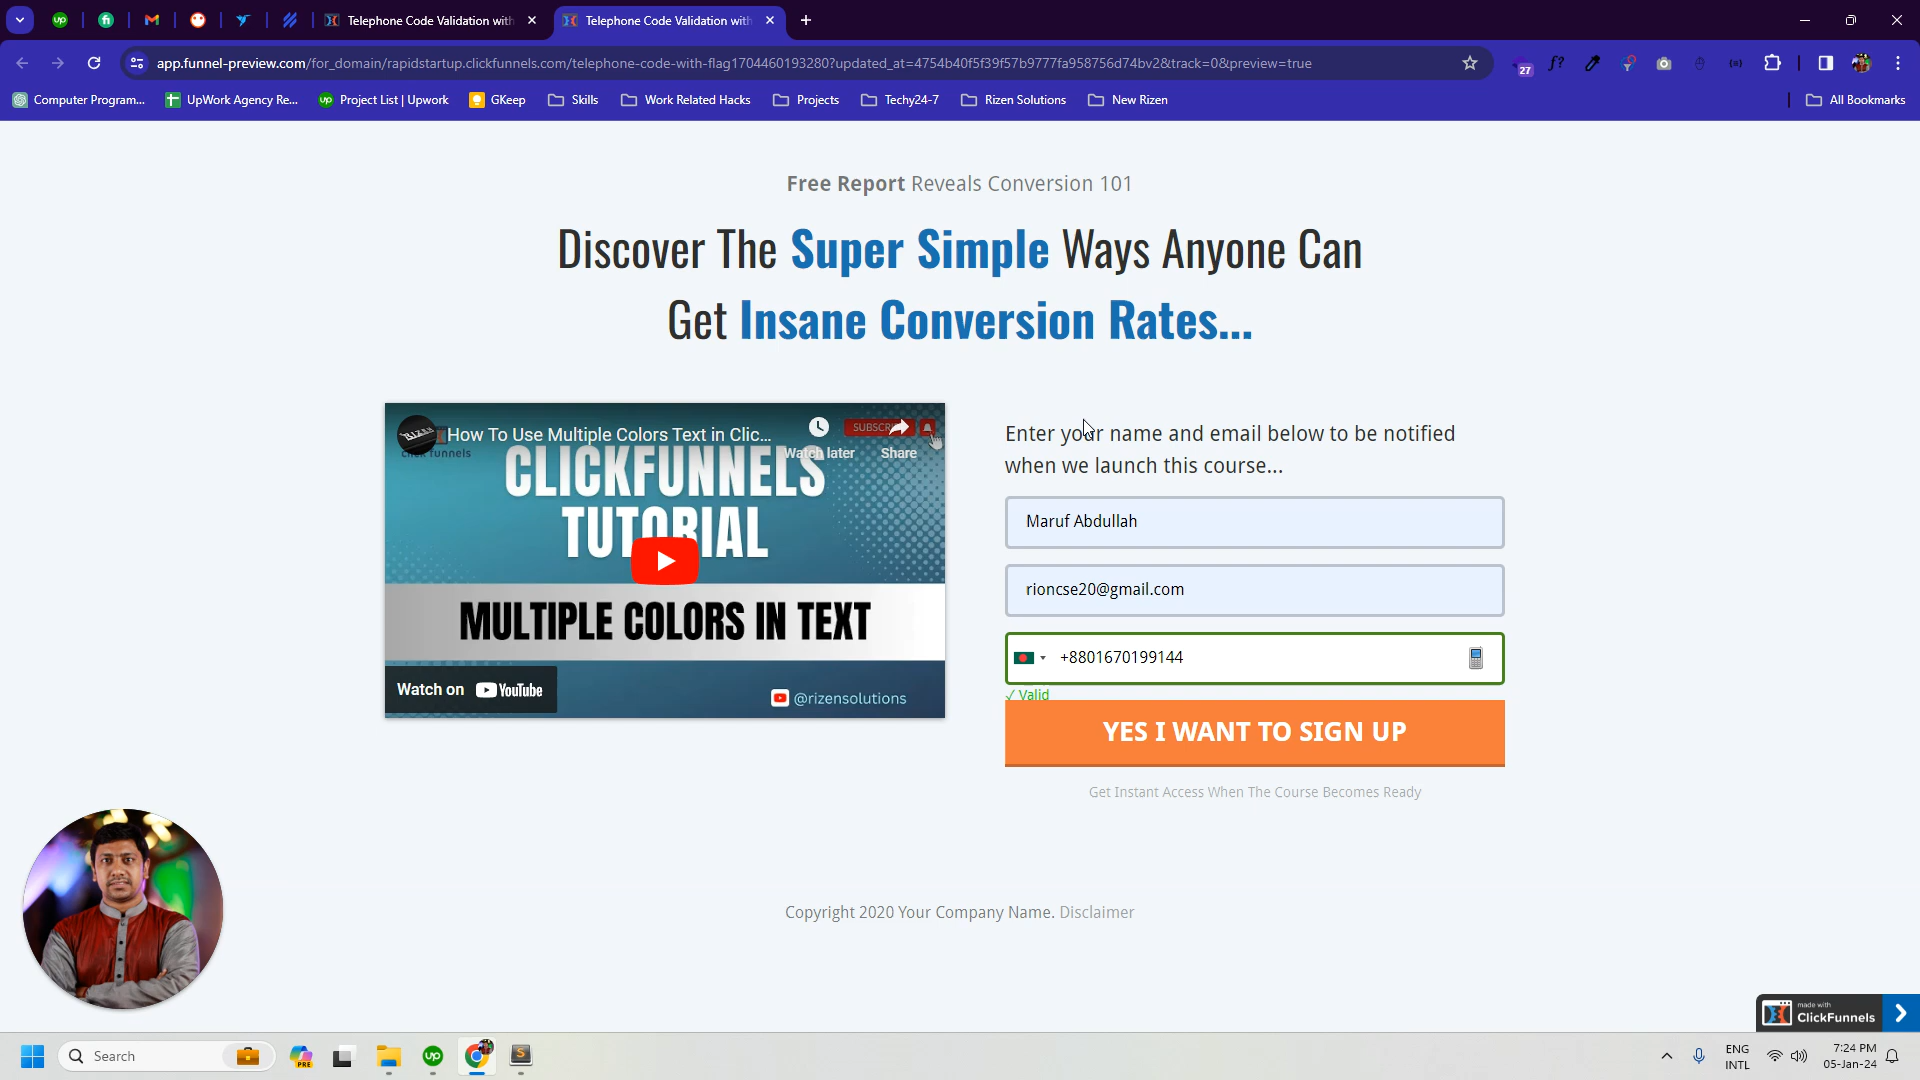 Telephone Code Validation with
Telephone Code Validation with
app.funnel-preview.com/for_domain/rapidstartup.clickfunnels.com/telephone-code-with-flag1704460193280?updated_at=4754b40f5f39f57b9777fa958756d74bv2&track=0&preview=true
27
Computer Program...
UpWork Agency Re...
Project List | Upwork
GKeep
Skills
Work Related Hacks
Projects
Techy24-7
Rizen Solutions
New Rizen
All Bookmarks
Free Report Reveals Conversion 101
Discover The Super Simple Ways Anyone Can
Get Insane Conversion Rates...
How To Use Multiple Colors Text in Clic...
SUBSCRI
Watch later
Share
click funnels
CLICKFUNNELS
TUTORIAL
MULTIPLE COLORS IN TEXT
Watch on YouTube
@rizensolutions
Enter your name and email below to be notified
when we launch this course...
Maruf Abdullah
rioncse20@gmail.com
+8801670199144
✓ Valid
YES I WANT TO SIGN UP
Get Instant Access When The Course Becomes Ready
Copyright 2020 Your Company Name. Disclaimer
made with
ClickFunnels
Search
PRE
ENG
INTL
7:24 PM
05-Jan-24